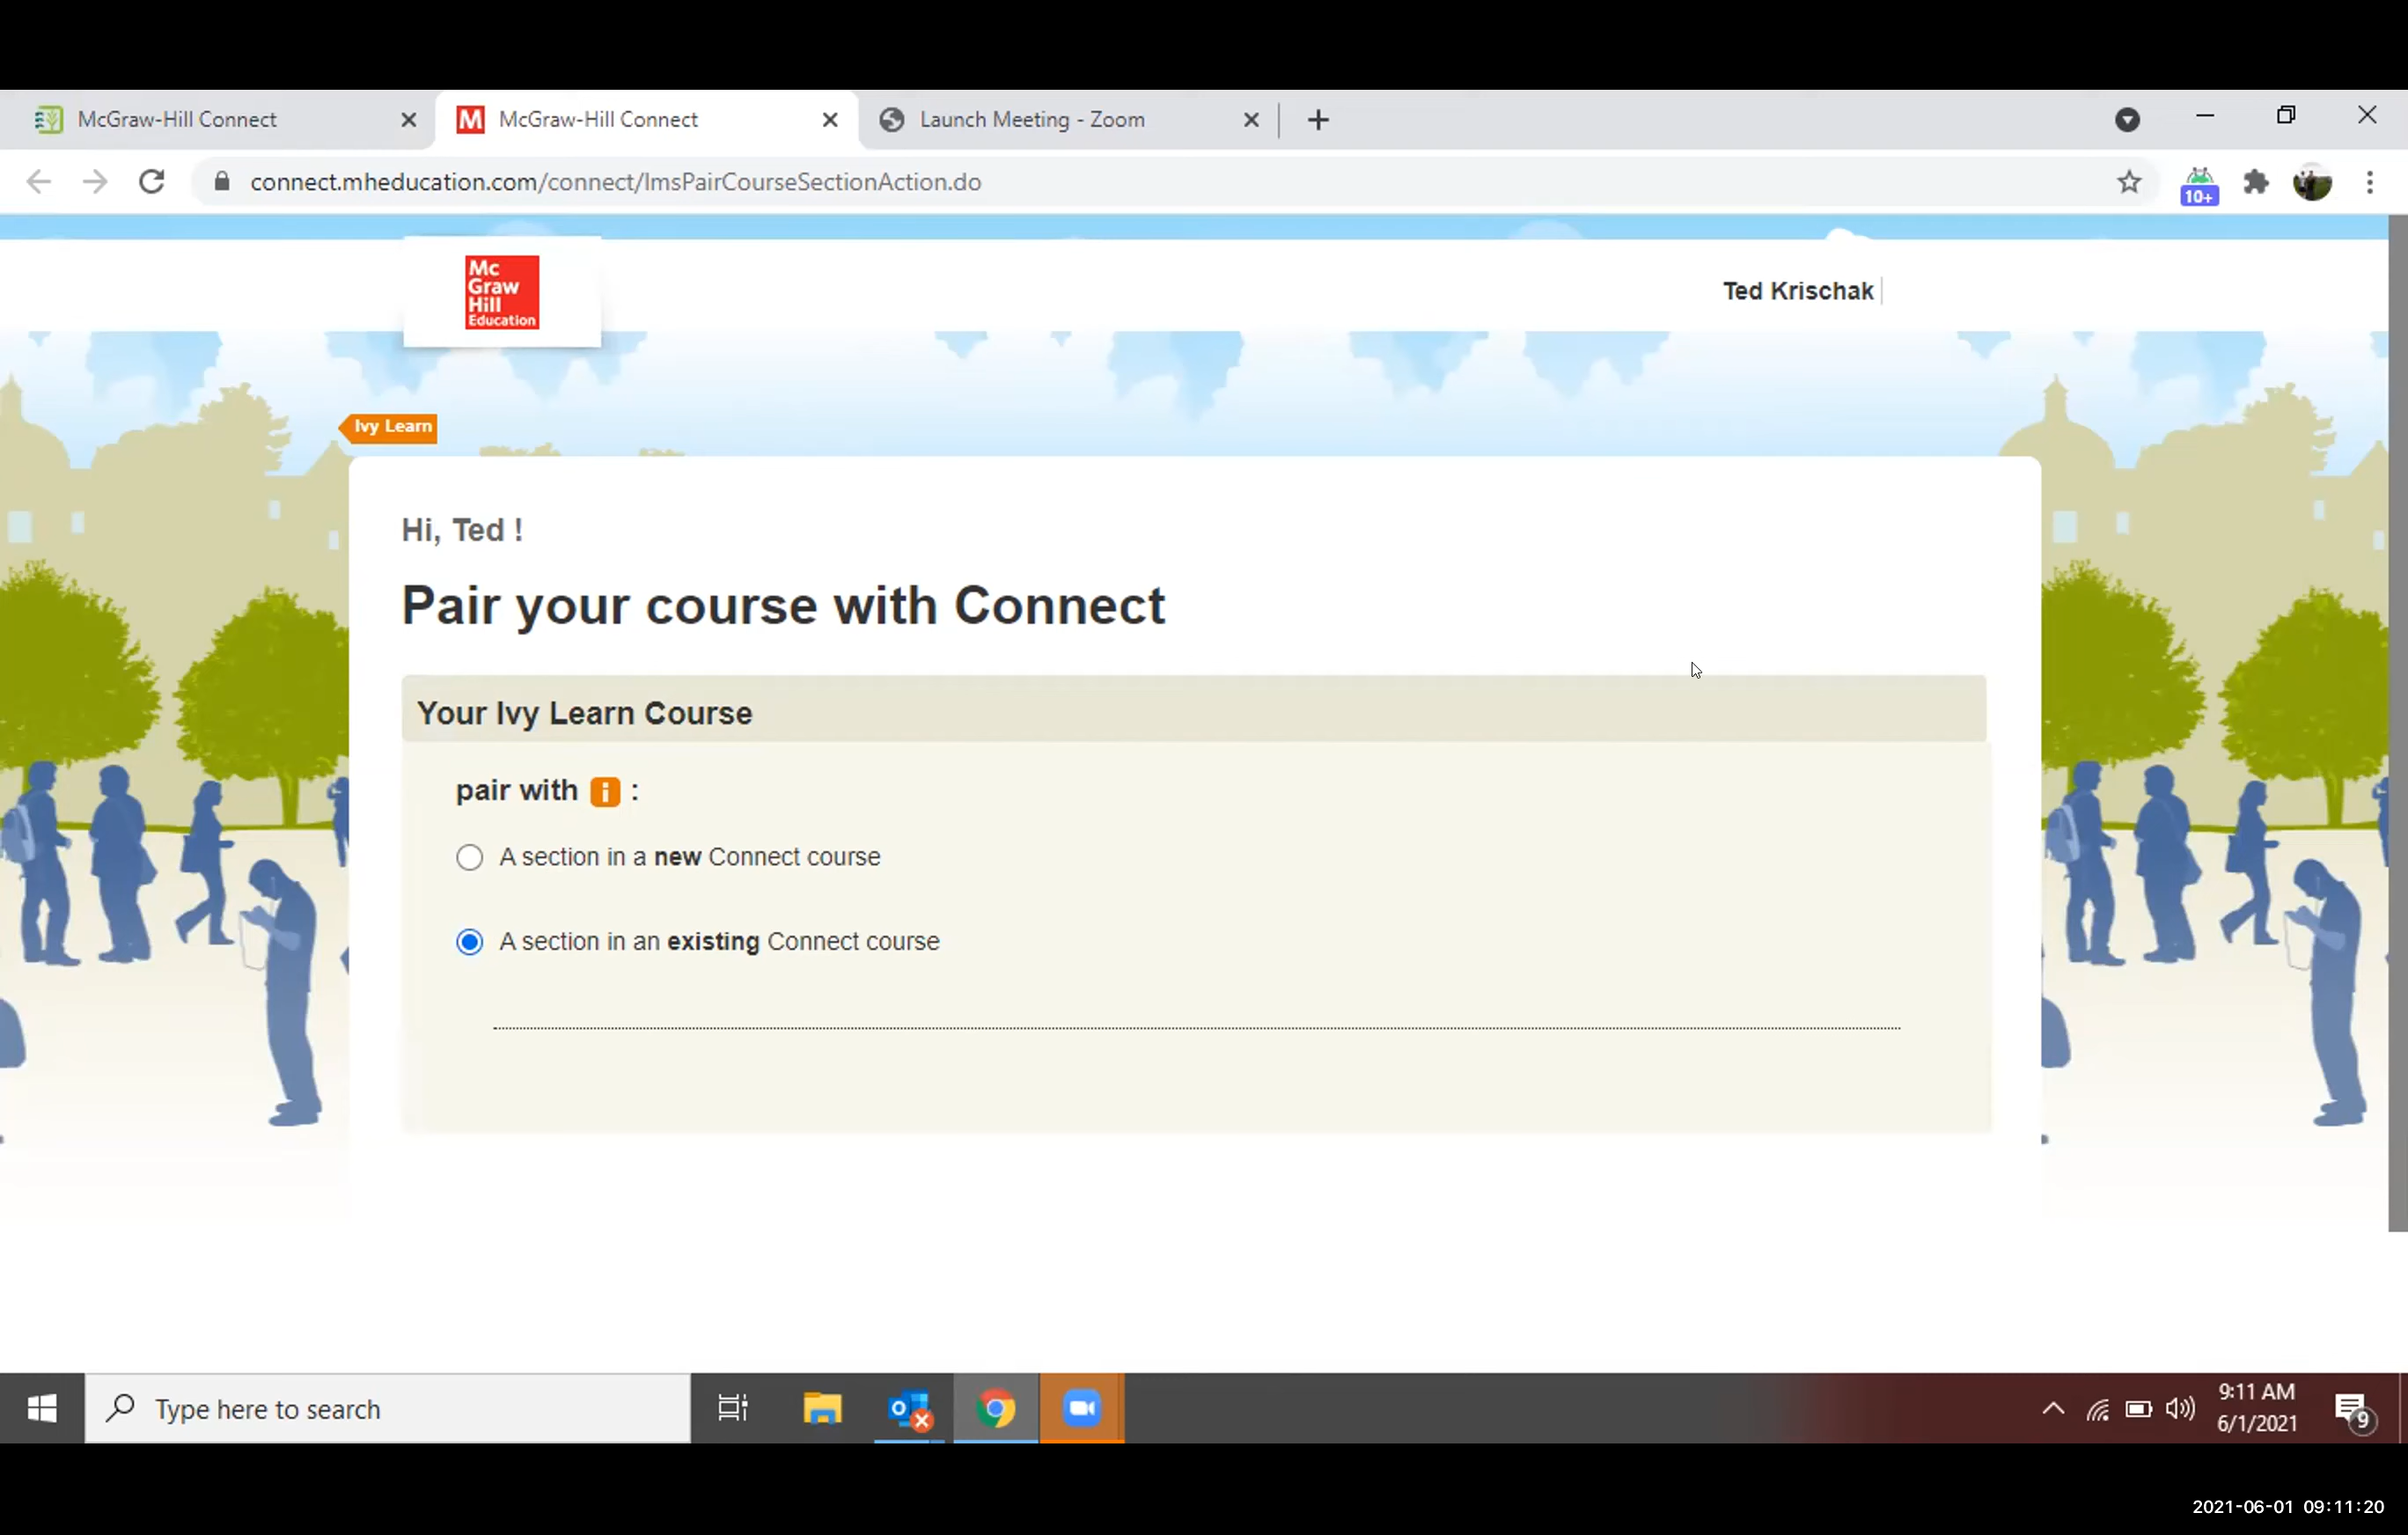 McGraw-Hill Connect
McGraw-Hill Connect
Launch Meeting - Zoom
connect.mheducation.com/connect/lmsPairCourseSectionAction.do
10+
Mc
Graw
Hill
Education
Ted Krischak
Ivy Learn
Hi, Ted !
Pair your course with Connect
Your Ivy Learn Course
pair with i :
A section in a new Connect course
A section in an existing Connect course
Type here to search
9:11 AM
6/1/2021
9
2021-06-01 09:11:20